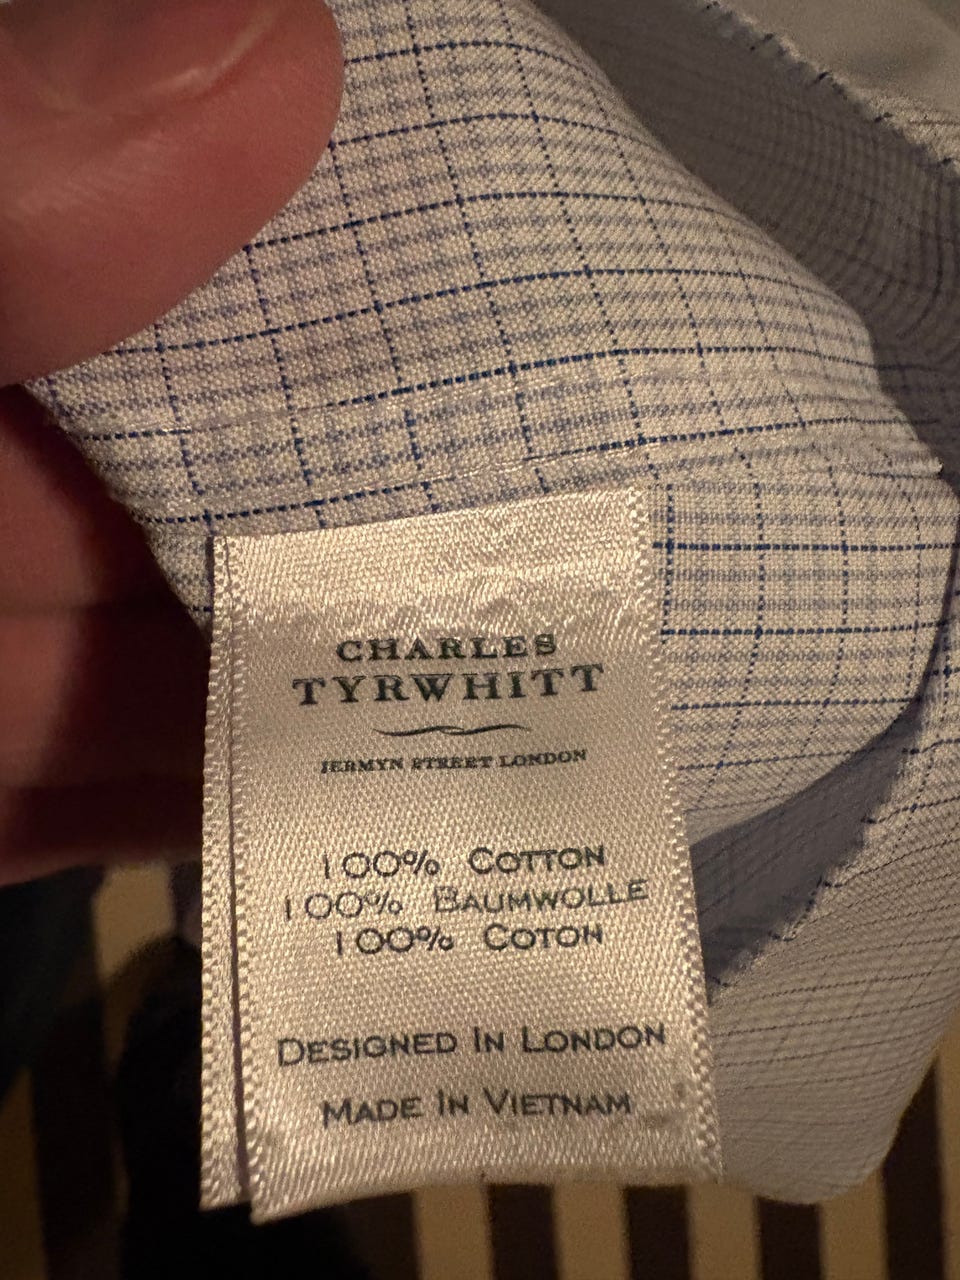 CHARLES
TYRWHITT
JERMYN STREET LONDON
100% COTTON
100% BAUMWOLLE
100% COTON
DESIGNED IN LONDON
MADE IN VIETNAM